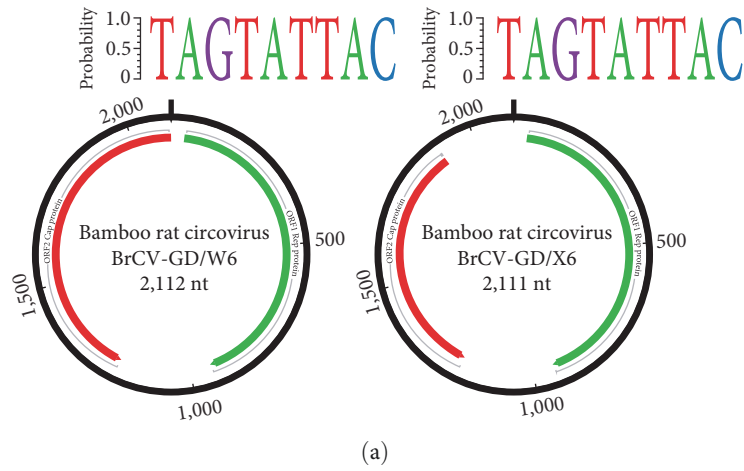 Probability
1.0
0.5
0
TAGTATTAC
Probability
1.0
0.5
0
TAGTATTAC
2,000
500
1,000
1,500
ORF2 Cap protein
ORF1 Rep protein
Bamboo rat circovirus
BrCV-GD/W6
2,112 nt
2,000
500
1,000
1,500
ORF2 Cap protein
ORF1 Rep protein
Bamboo rat circovirus
BrCV-GD/X6
2,111 nt
(a)